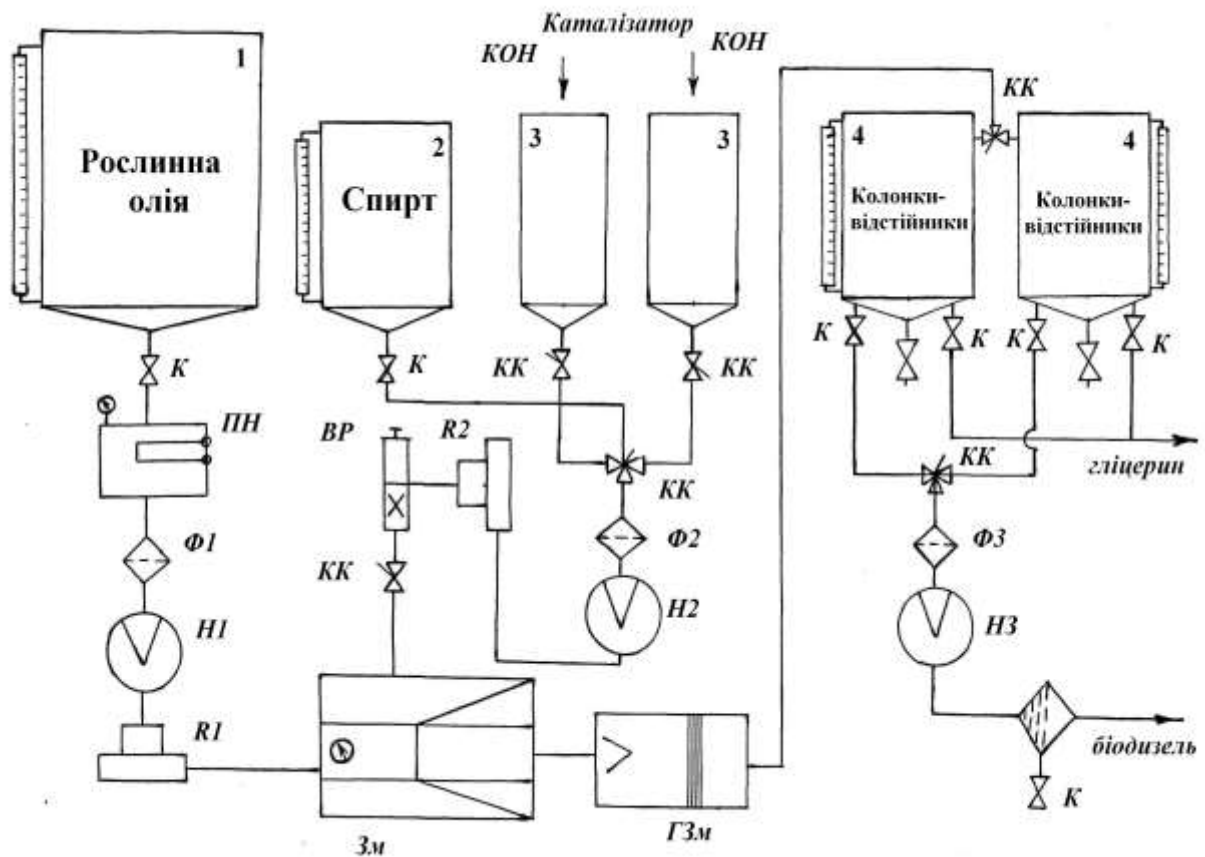 Каталізатор
КОН
КОН
1
Рослинна
олія
2
Спирт
3
3
КК
4
Колонки-
відстійники
4
Колонки-
відстійники
К
К
КК
КК
К
К
К
К
ПН
ВР
R2
КК
КК
гліцерин
Ф1
КК
Ф2
Ф3
Н1
Н2
Н3
R1
біодизель
К
Зм
ГЗм